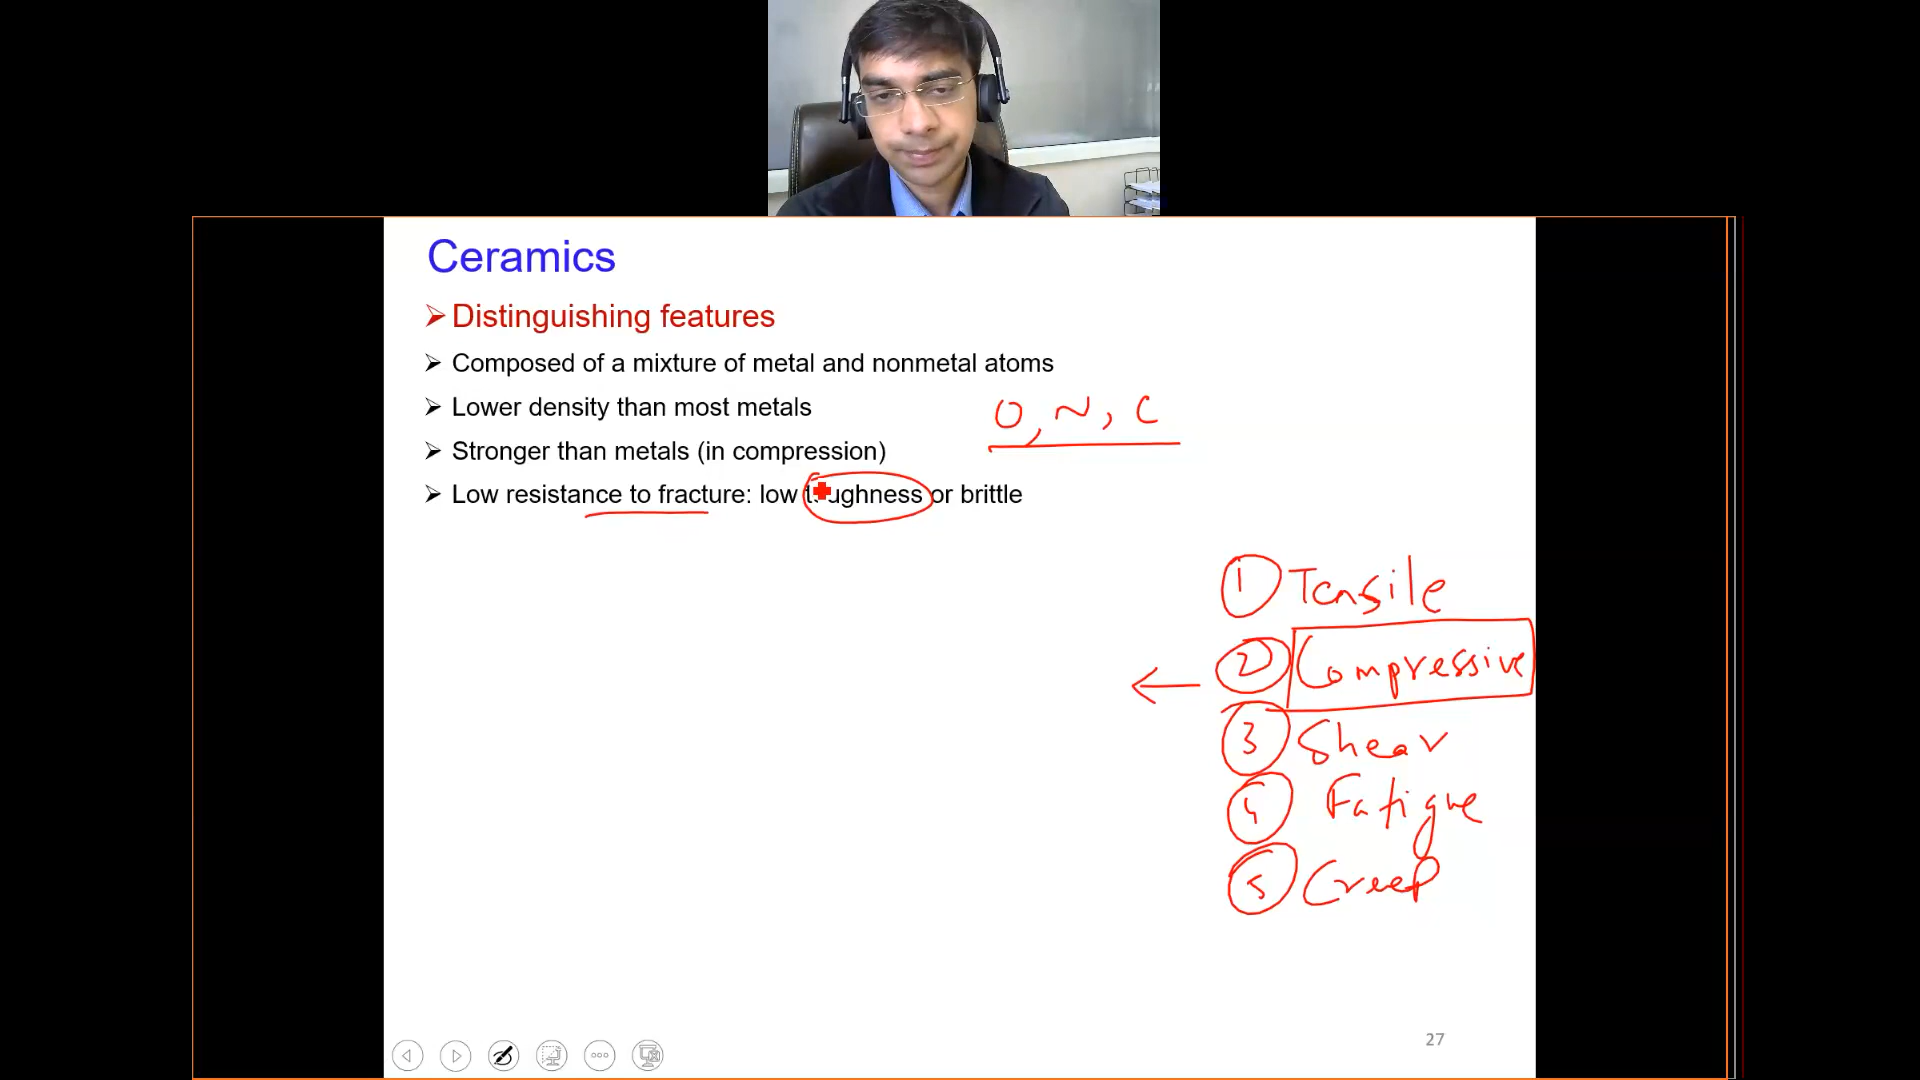 Ceramics
Distinguishing features
Composed of a mixture of metal and nonmetal atoms
Lower density than most metals
O, N, C
Stronger than metals (in compression)
Low resistance to fracture: low toughness or brittle
1 Tensile
2 Compressive
3 Shear
4 Fatigue
5 Creep
27